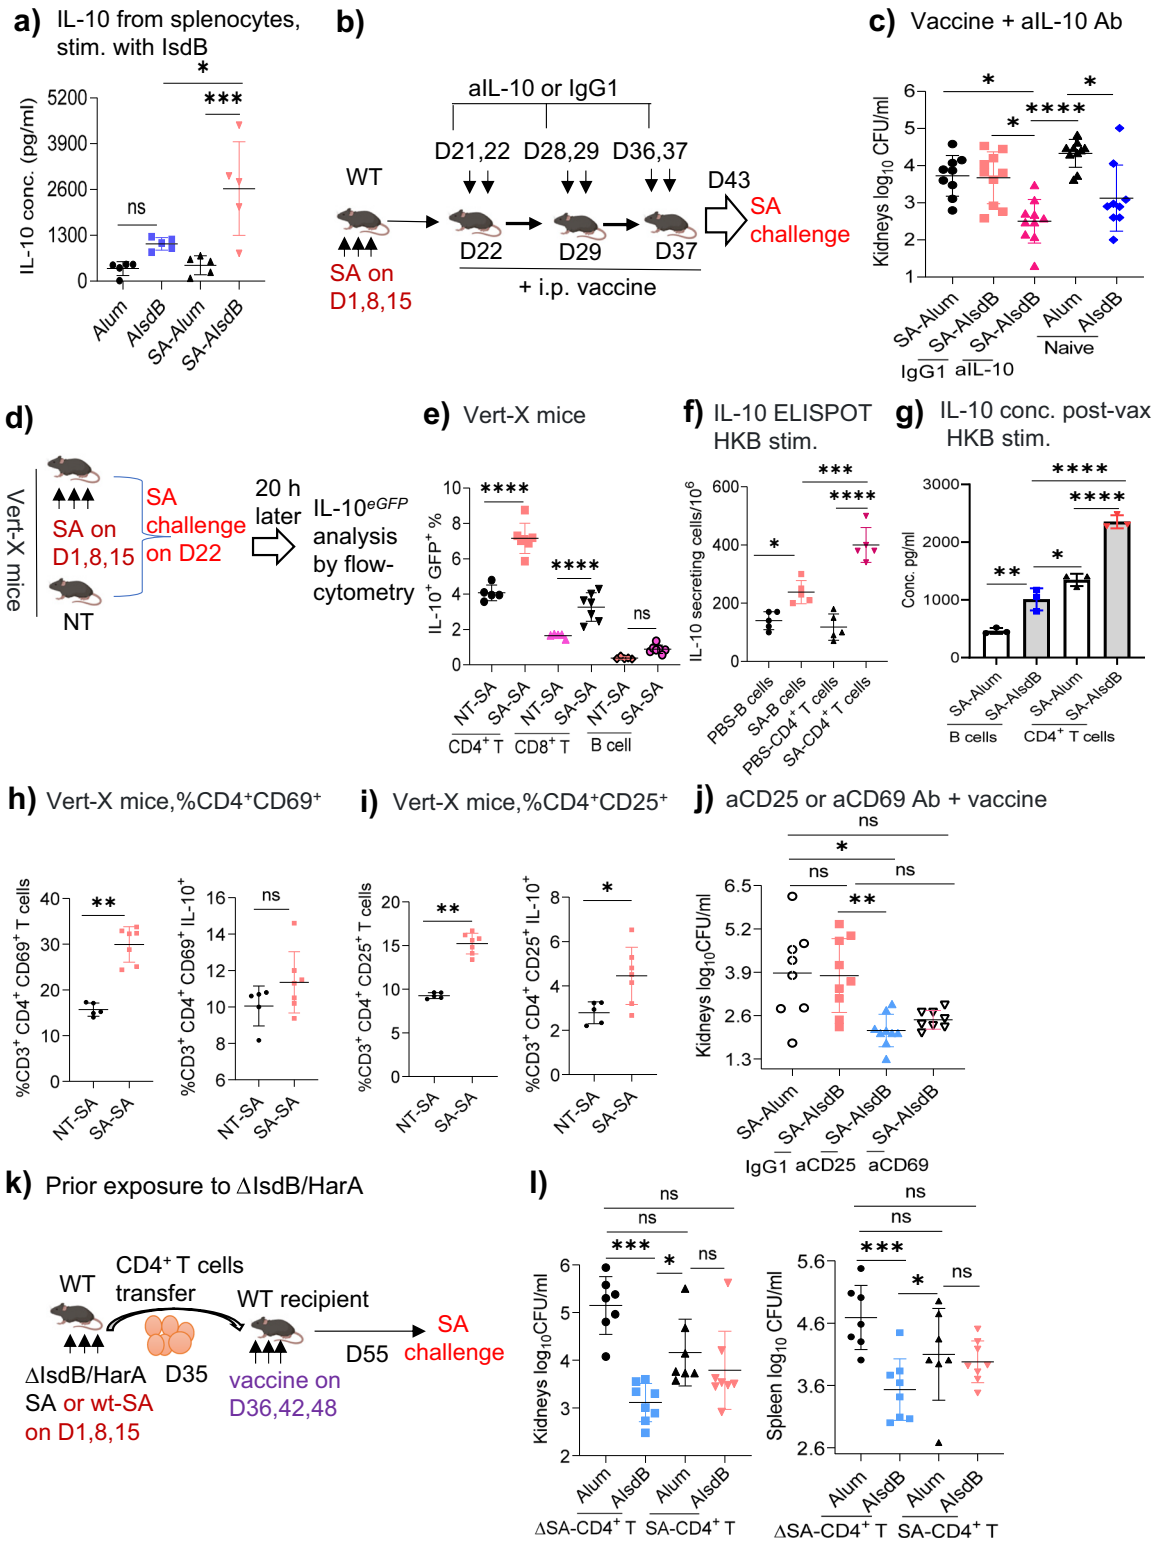 a) IL-10 from splenocytes,
stim. with IsdB
*
***
ns
IL-10 conc. (pg/ml)
5200
3900
2600
1300
0
Alum
AIsdB
SA-Alum
SA-AIsdB
b)
aIL-10 or IgG1
D21,22
D28,29
D36,37
WT
D43
SA
challenge
D22
D29
D37
SA on
D1,8,15
+ i.p. vaccine
c) Vaccine + aIL-10 Ab
*
*
****
*
Kidneys log10 CFU/ml
6
5
4
3
2
1
SA-Alum
SA-AIsdB
SA-AIsdB
Alum
AIsdB
IgG1
aIL-10
Naive
d)
Vert-X mice
SA on
D1,8,15
NT
SA
challenge
on D22
20 h
later
IL-10eGFP
analysis
by flow-
cytometry
e) Vert-X mice
****
****
ns
IL-10+ GFP+ %
10
8
6
4
2
0
NT-SA
SA-SA
NT-SA
SA-SA
NT-SA
SA-SA
CD4+ T
CD8+ T
B cell
f) IL-10 ELISPOT
HKB stim.
***
****
*
IL-10 secreting cells/10^6
600
400
200
0
PBS-B cells
SA-B cells
PBS-CD4+ T cells
SA-CD4+ T cells
g) IL-10 conc. post-vax
HKB stim.
****
****
*
**
Conc. pg/ml
3000
2000
1000
0
SA-Alum
SA-AIsdB
SA-Alum
SA-AIsdB
B cells
CD4+ T cells
h) Vert-X mice,%CD4+CD69+
**
%CD3+ CD4+ CD69+ T cells
40
30
20
10
0
NT-SA
SA-SA
ns
%CD3+ CD4+ CD69+ IL-10+
16
14
12
10
8
6
NT-SA
SA-SA
i) Vert-X mice,%CD4+CD25+
**
%CD3+ CD4+ CD25+ T cells
20
15
10
5
0
NT-SA
SA-SA
*
%CD3+ CD4+ CD25+ IL-10+
8
6
4
2
0
NT-SA
SA-SA
j) aCD25 or aCD69 Ab + vaccine
ns
*
ns
ns
**
Kidneys log10CFU/ml
6.5
5.2
3.9
2.6
1.3
SA-Alum
SA-AIsdB
SA-AIsdB
SA-AIsdB
IgG1
aCD25
aCD69
k) Prior exposure to ΔIsdB/HarA
WT
CD4+ T cells
transfer
WT recipient
D35
D55
SA
challenge
ΔIsdB/HarA
SA or wt-SA
on D1,8,15
vaccine on
D36,42,48
l)
ns
ns
***
*
ns
Kidneys log10CFU/ml
6
5
4
3
2
Alum
AIsdB
Alum
AIsdB
ΔSA-CD4+ T
SA-CD4+ T
ns
ns
***
*
ns
Spleen log10 CFU/ml
5.6
4.6
3.6
2.6
Alum
AIsdB
Alum
AIsdB
ΔSA-CD4+ T
SA-CD4+ T